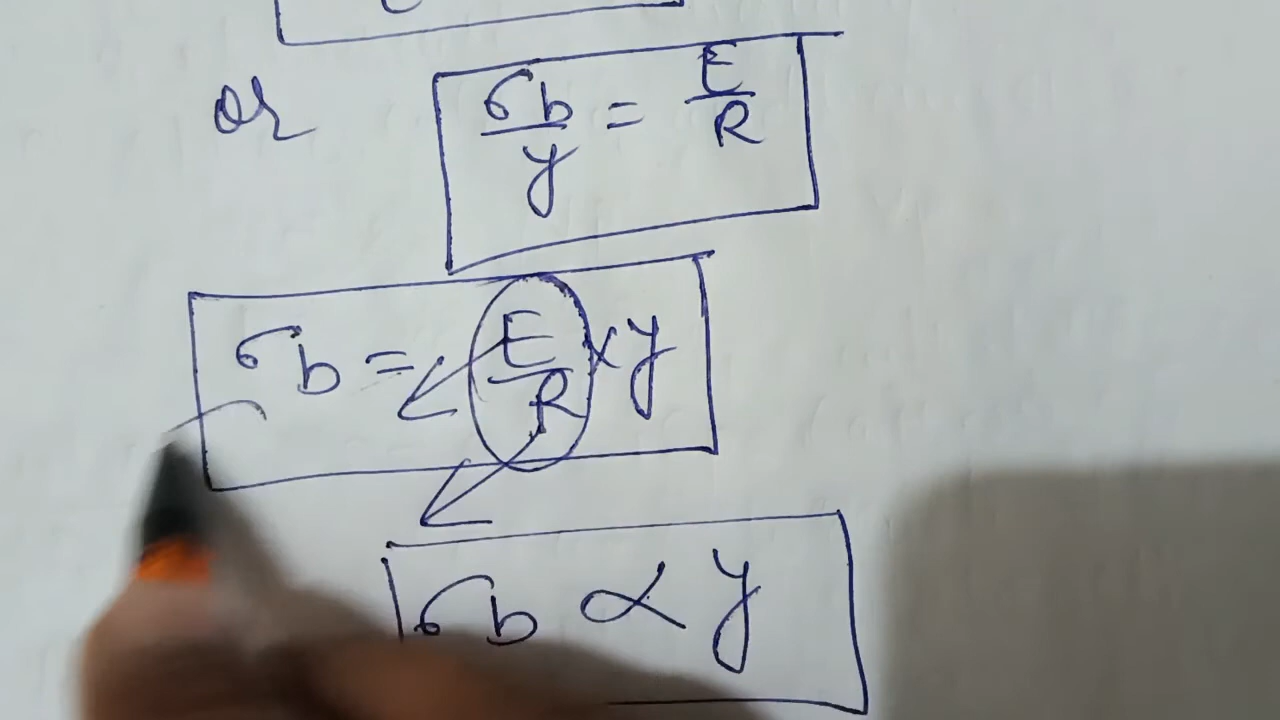 or σb/y = E/R
σb = E/R × y
σb ∝ y